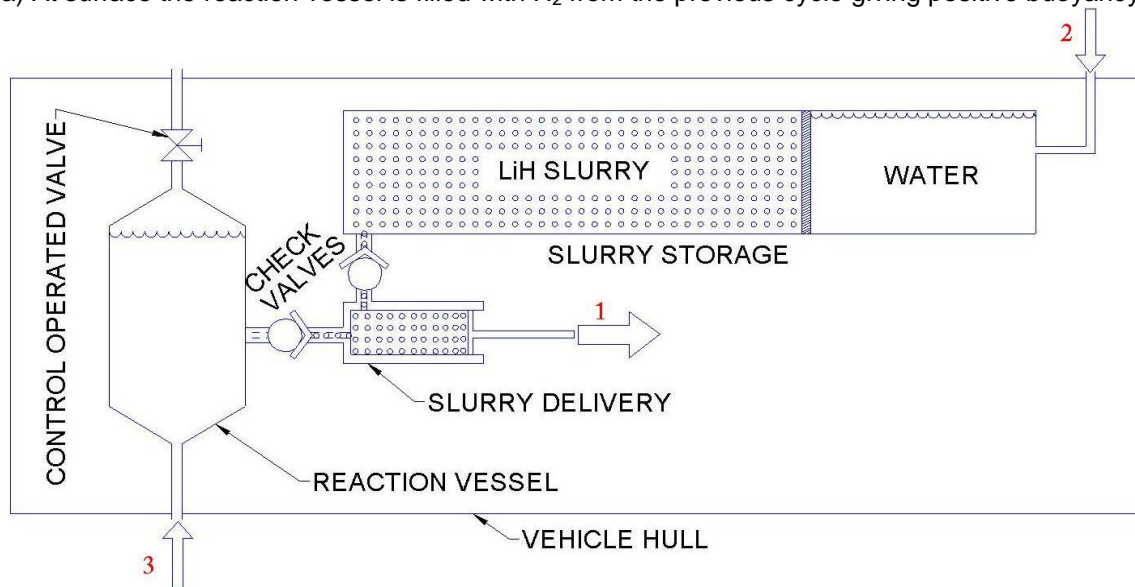 a) At surface the reaction vessel is filled with H2 from the previous cycle giving positive buoyancy
2
CONTROL OPERATED VALVE
LiH SLURRY
WATER
CHECK
VALVES
SLURRY STORAGE
1
SLURRY DELIVERY
REACTION VESSEL
VEHICLE HULL
3